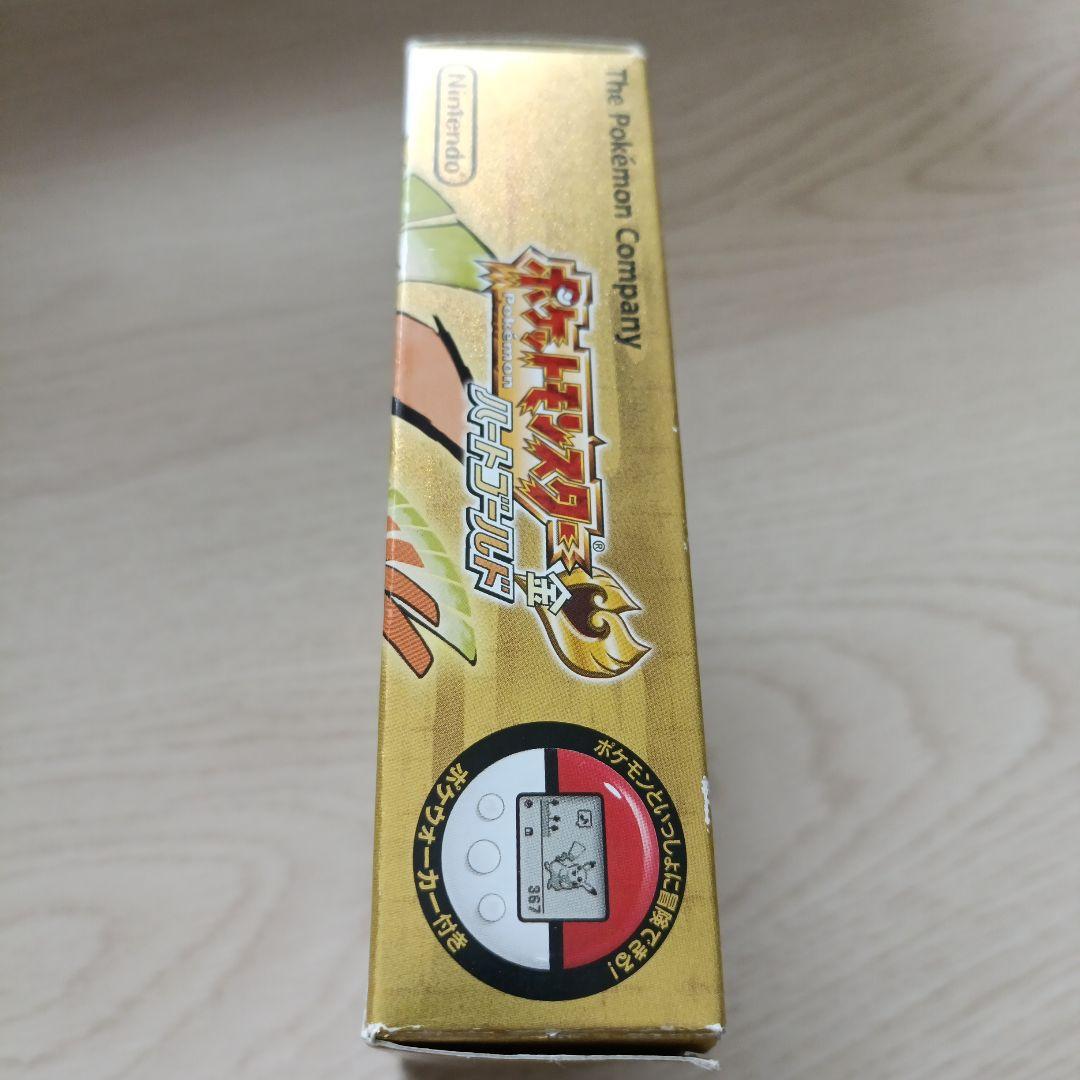 The Pokémon Company
Nintendo®
ポケットモンスター®
Pokémon
金
ハートゴールド
ポケモンといっしょに冒険できる!
367
ポケウォーカー付き